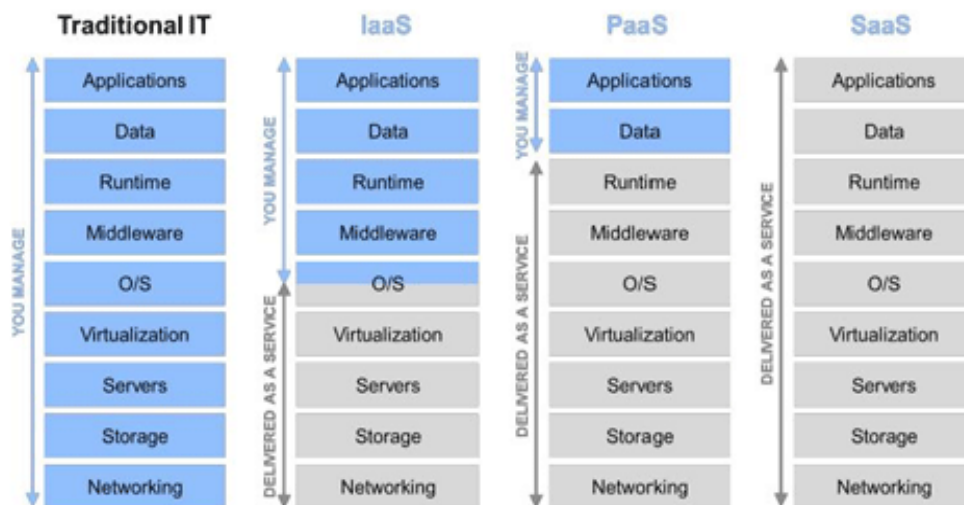 Traditional IT
IaaS
PaaS
SaaS
YOU MANAGE
Applications
Data
Runtime
Middleware
O/S
Virtualization
Servers
Storage
Networking
YOU MANAGE
DELIVERED AS A SERVICE
Applications
Data
Runtime
Middleware
O/S
Virtualization
Servers
Storage
Networking
YOU MANAGE
DELIVERED AS A SERVICE
Applications
Data
Runtime
Middleware
O/S
Virtualization
Servers
Storage
Networking
DELIVERED AS A SERVICE
Applications
Data
Runtime
Middleware
O/S
Virtualization
Servers
Storage
Networking